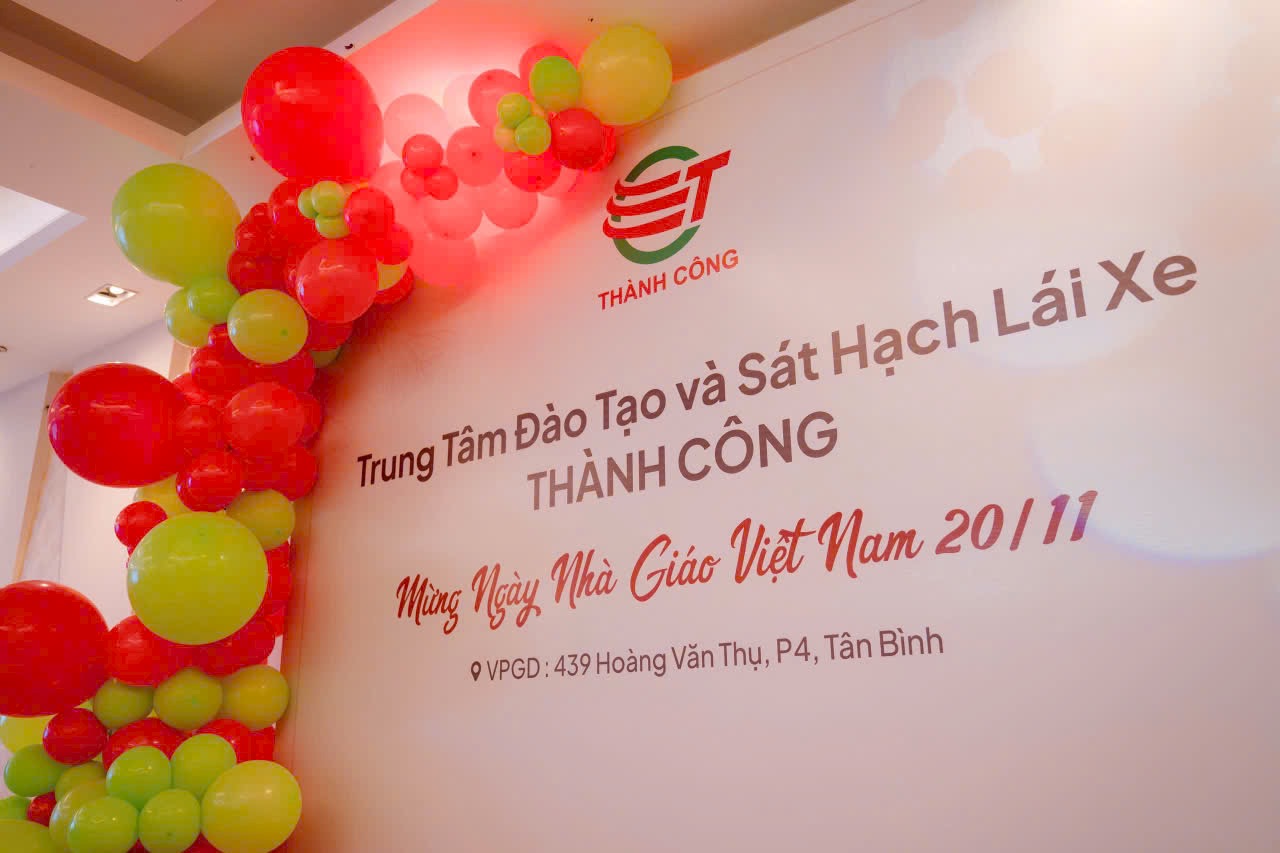 THÀNH CÔNG
Trung Tâm Đào Tạo và Sát Hạch Lái Xe
THÀNH CÔNG
Mừng Ngày Nhà Giáo Việt Nam 20/11
VPGD : 439 Hoàng Văn Thụ, P4, Tân Bình